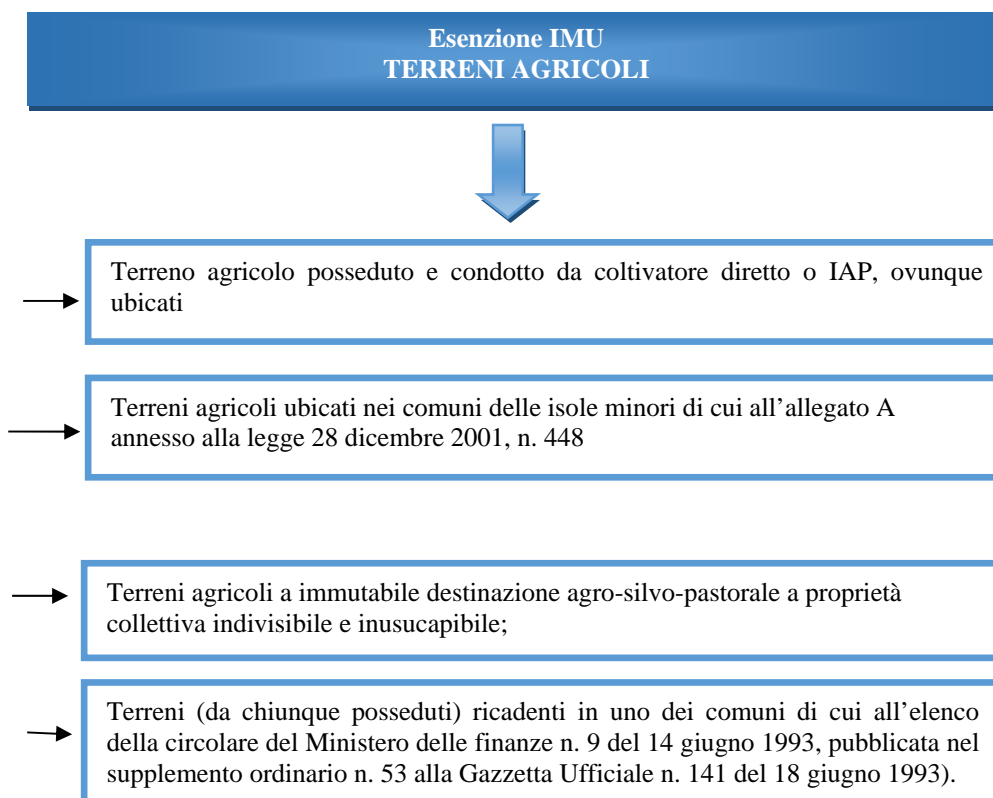 Esenzione IMU
TERRENI AGRICOLI
Terreno agricolo posseduto e condotto da coltivatore diretto o IAP, ovunque
ubicati
Terreni agricoli ubicati nei comuni delle isole minori di cui all’allegato A
annesso alla legge 28 dicembre 2001, n. 448
Terreni agricoli a immutabile destinazione agro-silvo-pastorale a proprietà
collettiva indivisibile e inusucapibile;
Terreni (da chiunque posseduti) ricadenti in uno dei comuni di cui all’elenco
della circolare del Ministero delle finanze n. 9 del 14 giugno 1993, pubblicata nel
supplemento ordinario n. 53 alla Gazzetta Ufficiale n. 141 del 18 giugno 1993).